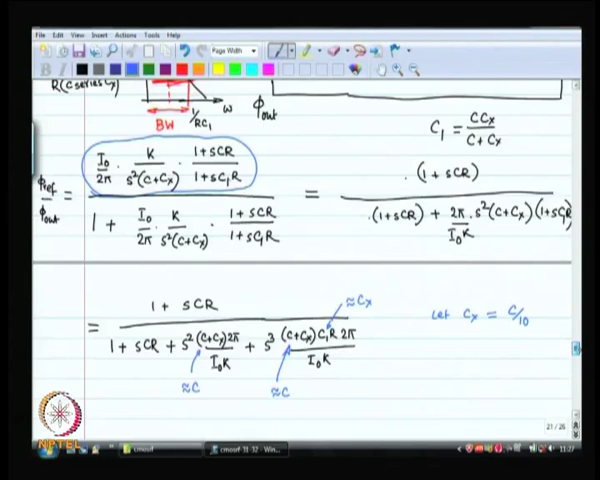 File Edit View Insert Actions Tools Help
Page Width
B I
R(C series Cx)
ω
1/RC1
BW
Φout
C1 = CCx/(C + Cx)
Φref/Φout = (I0/2π · K/s²(C+Cx) · (1+sCR)/(1+sC1R)) / (1 + I0/2π · K/s²(C+Cx) · (1+sCR)/(1+sC1R)) = ·(1+sCR) / (·(1+sCR) + 2π/I0K · s²(C+Cx)(1+sC1R))
= (1 + sCR) / (1 + sCR + s² (C+Cx)2π/I0K + s³ (C+Cx)C1R 2π/I0K)
≈Cx
Let Cx = C/10
≈C
≈C
21 / 26
NPTEL
cmosrf
cmosrf-31-32 - Win...
11:27